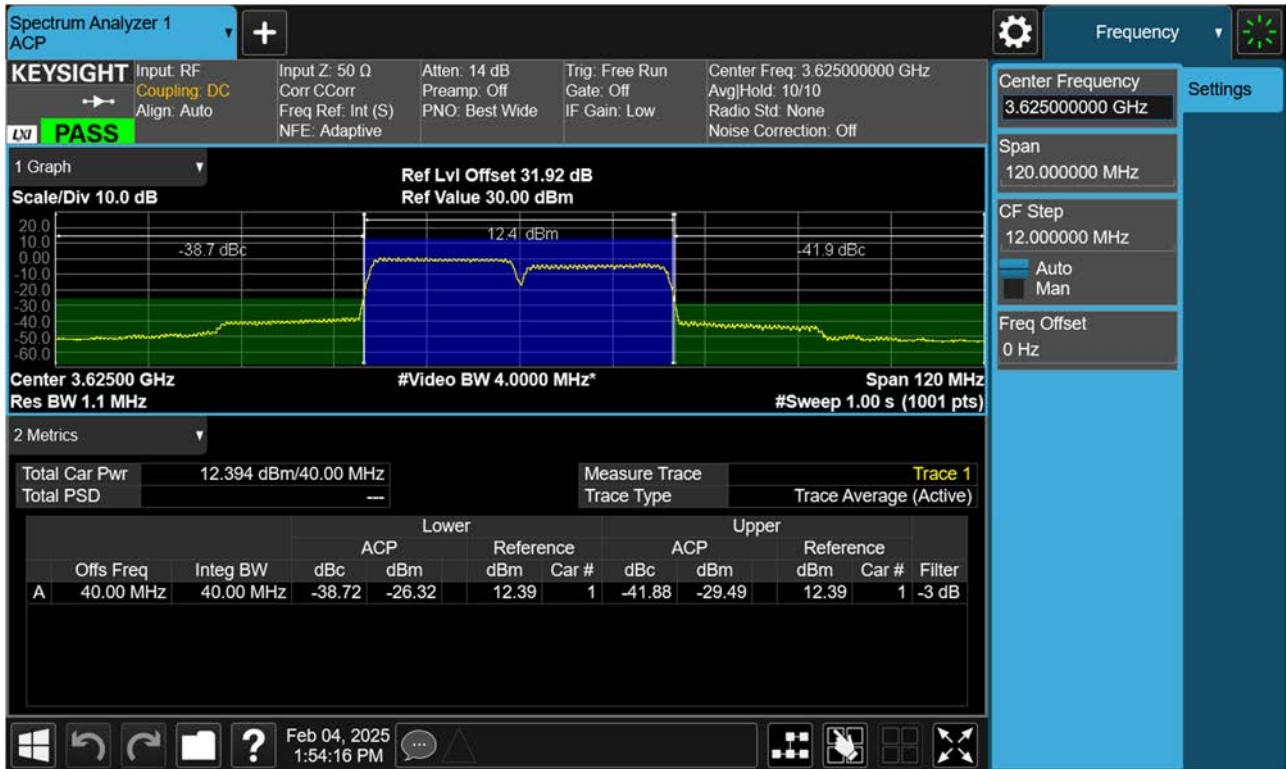 Spectrum Analyzer 1
ACP
+
Frequency
KEYSIGHT
LXI PASS
Input: RF
Coupling: DC
Align: Auto
Input Z: 50 Ω
Corr CCorr
Freq Ref: Int (S)
NFE: Adaptive
Atten: 14 dB
Preamp: Off
PNO: Best Wide
Trig: Free Run
Gate: Off
IF Gain: Low
Center Freq: 3.625000000 GHz
Avg|Hold: 10/10
Radio Std: None
Noise Correction: Off
Center Frequency
3.625000000 GHz
Settings
Span
120.000000 MHz
CF Step
12.000000 MHz
Auto
Man
Freq Offset
0 Hz
1 Graph
Scale/Div 10.0 dB
Ref Lvl Offset 31.92 dB
Ref Value 30.00 dBm
20.0
10.0
0.00
-10.0
-20.0
-30.0
-40.0
-50.0
-60.0
-38.7 dBc
12.4 dBm
-41.9 dBc
Center 3.62500 GHz #Video BW 4.0000 MHz* Span 120 MHz
Res BW 1.1 MHz #Sweep 1.00 s (1001 pts)
2 Metrics
Total Car Pwr 12.394 dBm/40.00 MHz Measure Trace Trace 1
Total PSD --- Trace Type Trace Average (Active)
Lower Upper
ACP Reference ACP Reference
Offs Freq Integ BW dBc dBm dBm Car # dBc dBm dBm Car # Filter
A 40.00 MHz 40.00 MHz -38.72 -26.32 12.39 1 -41.88 -29.49 12.39 1 -3 dB
?
Feb 04, 2025
1:54:16 PM